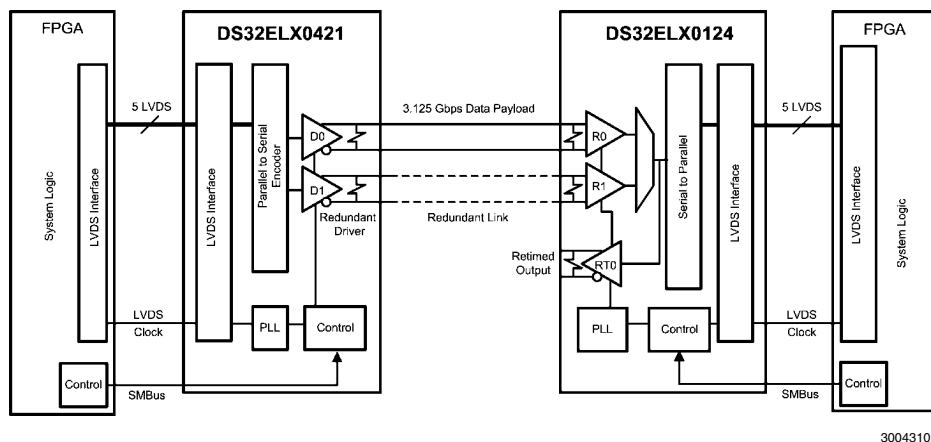 FPGA
DS32ELX0421
DS32ELX0124
FPGA
5 LVDS
3.125 Gbps Data Payload
5 LVDS
System Logic
LVDS Interface
LVDS Interface
Parallel to Serial
Encoder
D0
D1
Redundant
Driver
Redundant Link
R0
R1
Retimed
Output
RT0
Serial to Parallel
LVDS Interface
LVDS Interface
System Logic
LVDS
Clock
PLL
Control
PLL
Control
LVDS
Clock
Control
SMBus
SMBus
Control
3004310